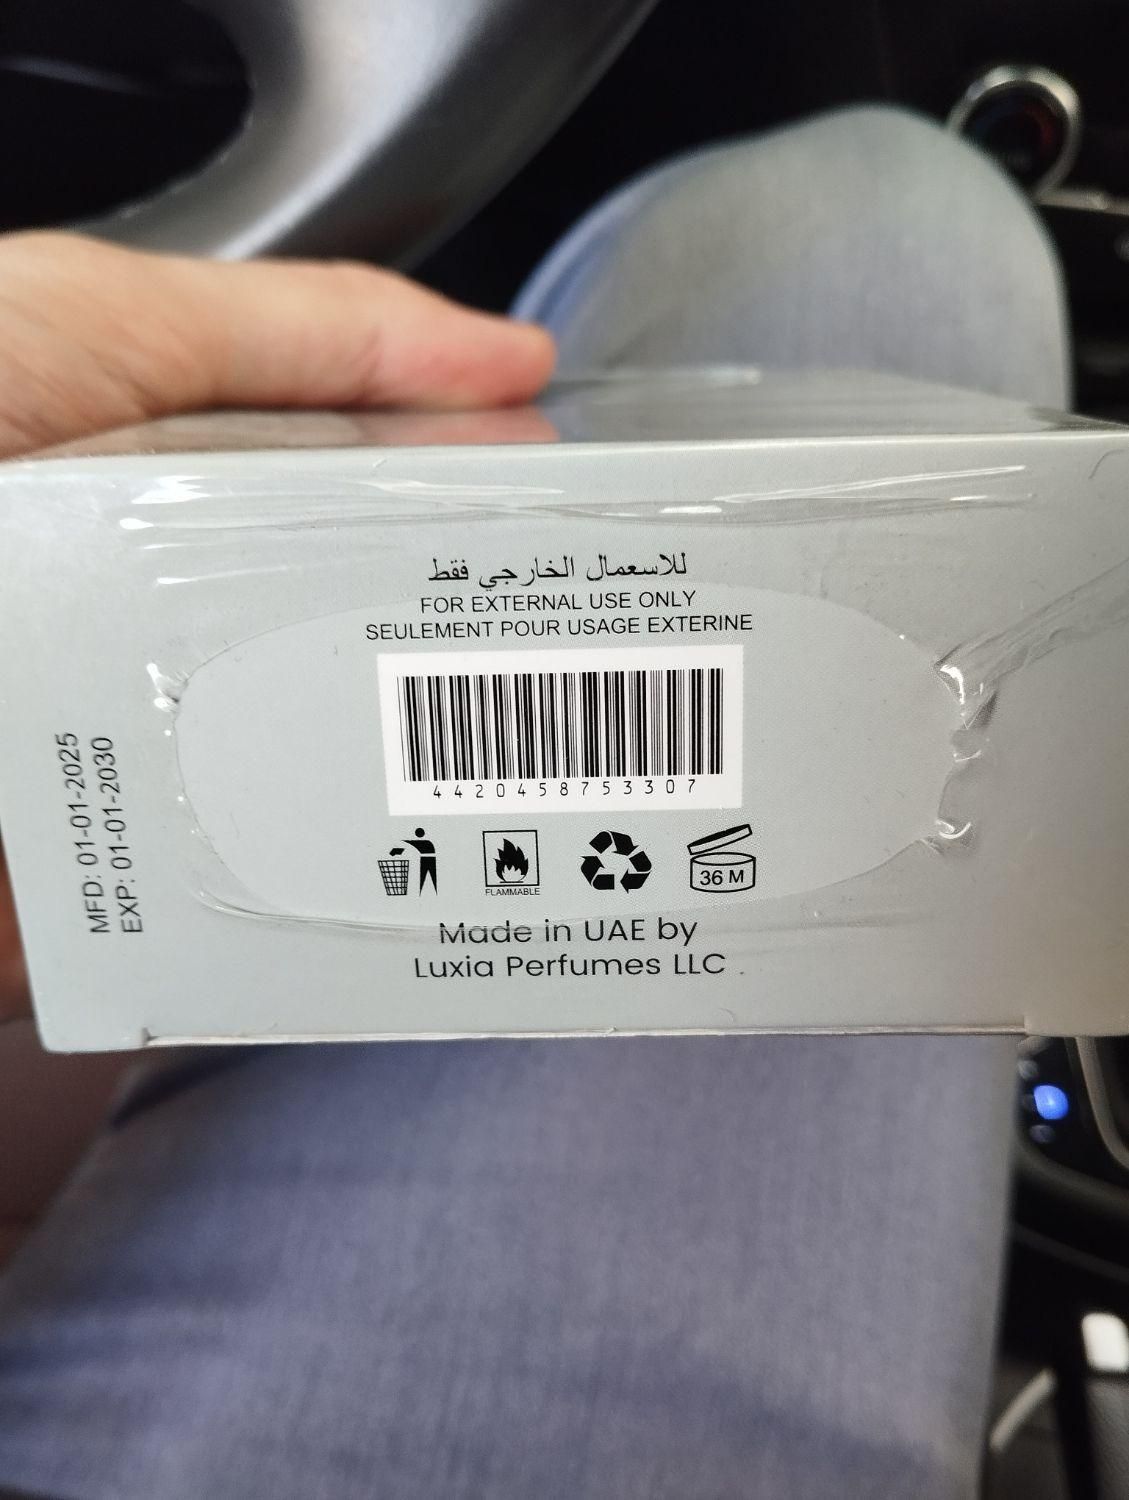 للاسعمال الخارجي فقط
FOR EXTERNAL USE ONLY
SEULEMENT POUR USAGE EXTERINE
4420458753307
FLAMMABLE
36 M
Made in UAE by
Luxia Perfumes LLC .
MFD: 01-01-2025
EXP: 01-01-2030